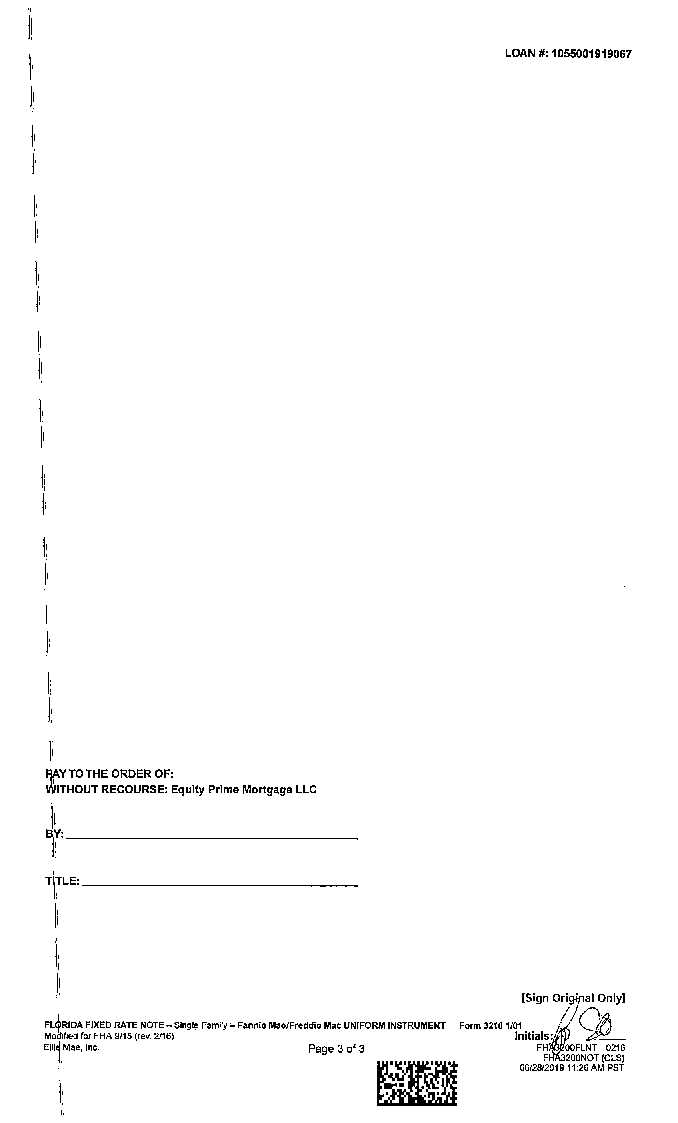 LOAN #: 1055001919067
PAY TO THE ORDER OF:
WITHOUT RECOURSE: Equity Prime Mortgage LLC
BY:
TITLE:
[Sign Original Only]
FLORIDA FIXED RATE NOTE – Single Family – Fannie Mae/Freddie Mac UNIFORM INSTRUMENT Form 3210 1/01
Modified for FHA 9/15 (rev. 2/16)
Initials:
Ellie Mae, Inc.
Page 3 of 3
FHA3200FLNT 0216
FHA3200NOT (CLS)
06/28/2019 11:26 AM PST